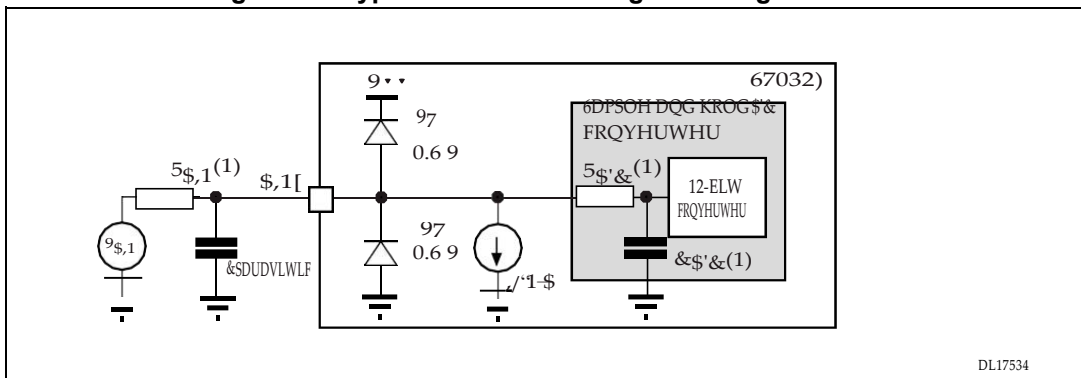 9
67032)
97
0.6 9
6DPSOH DQG KROG$'&
FRQYHUWHU
5$,1(1)
$,1[
5$'&(1)
12-ELW
FRQYHUWHU
9$,1
&SDUDVLWLF
97
0.6 9
&$'&(1)
DL17534